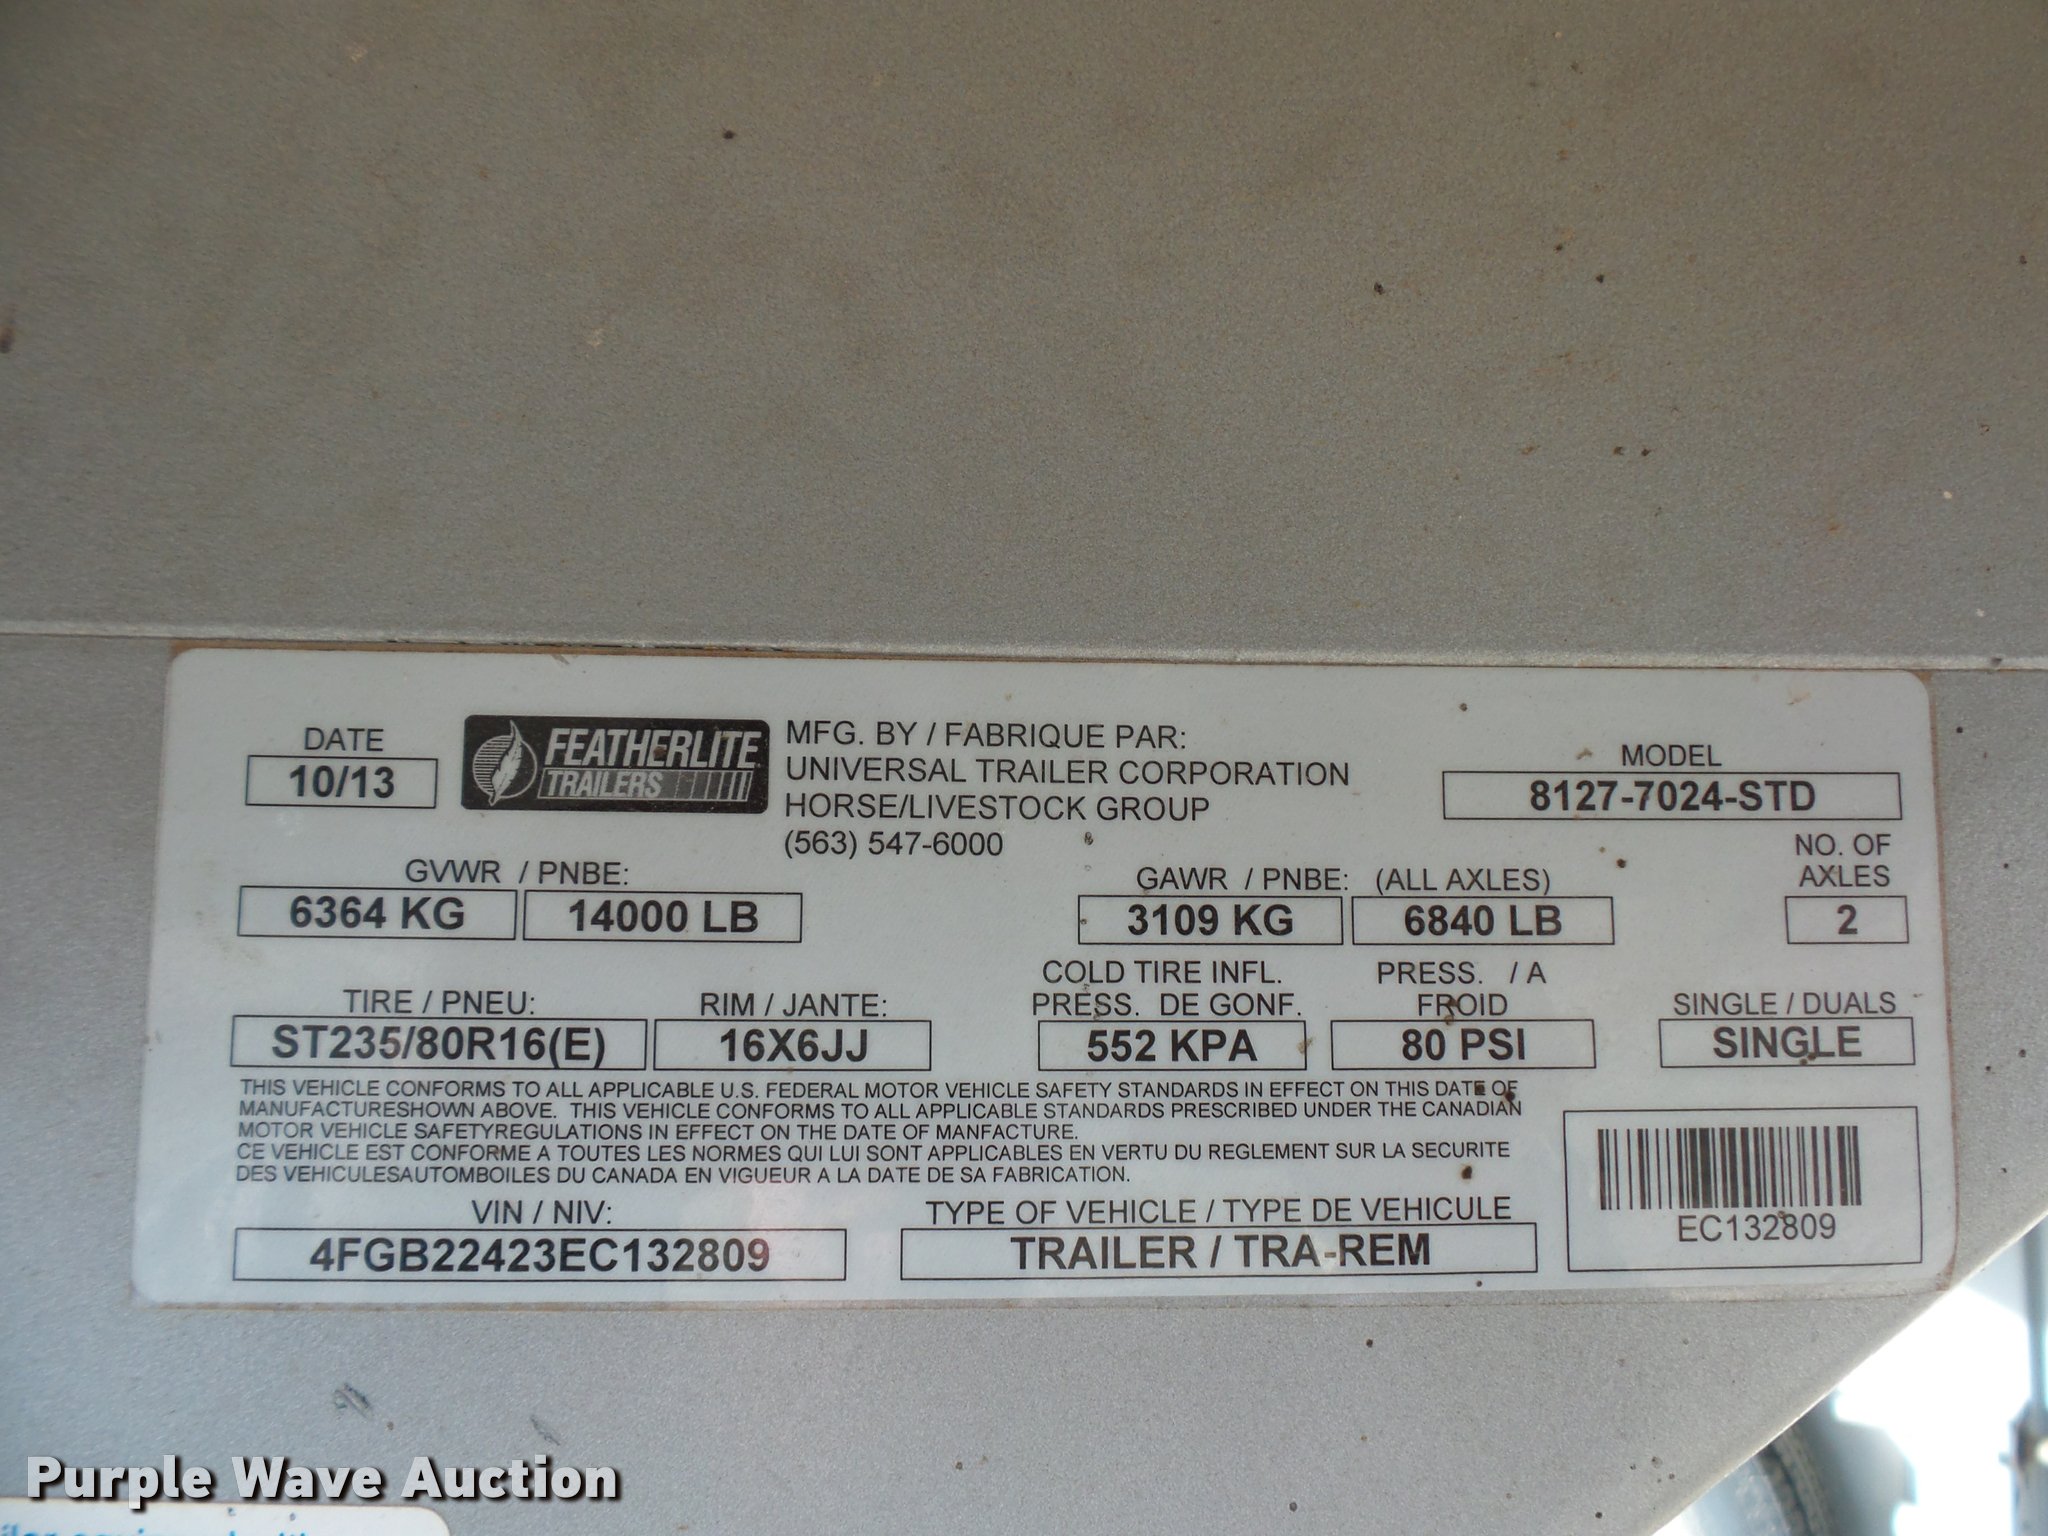 DATE
10/13
FEATHERLITE
TRAILERS
MFG. BY / FABRIQUE PAR:
UNIVERSAL TRAILER CORPORATION
HORSE/LIVESTOCK GROUP
(563) 547-6000
MODEL
8127-7024-STD
GVWR / PNBE:
6364 KG 14000 LB
GAWR / PNBE: (ALL AXLES)
3109 KG 6840 LB
NO. OF
AXLES
2
TIRE / PNEU:
ST235/80R16(E)
RIM / JANTE:
16X6JJ
COLD TIRE INFL. PRESS. / A
PRESS. DE GONF. FROID
552 KPA 80 PSI
SINGLE / DUALS
SINGLE
THIS VEHICLE CONFORMS TO ALL APPLICABLE U.S. FEDERAL MOTOR VEHICLE SAFETY STANDARDS IN EFFECT ON THIS DATE OF
MANUFACTURESHOWN ABOVE. THIS VEHICLE CONFORMS TO ALL APPLICABLE STANDARDS PRESCRIBED UNDER THE CANADIAN
MOTOR VEHICLE SAFETYREGULATIONS IN EFFECT ON THE DATE OF MANFACTURE.
CE VEHICLE EST CONFORME A TOUTES LES NORMES QUI LUI SONT APPLICABLES EN VERTU DU REGLEMENT SUR LA SECURITE
DES VEHICULESAUTOMBOILES DU CANADA EN VIGUEUR A LA DATE DE SA FABRICATION.
VIN / NIV:
4FGB22423EC132809
TYPE OF VEHICLE / TYPE DE VEHICULE
TRAILER / TRA-REM
EC132809
Purple Wave Auction